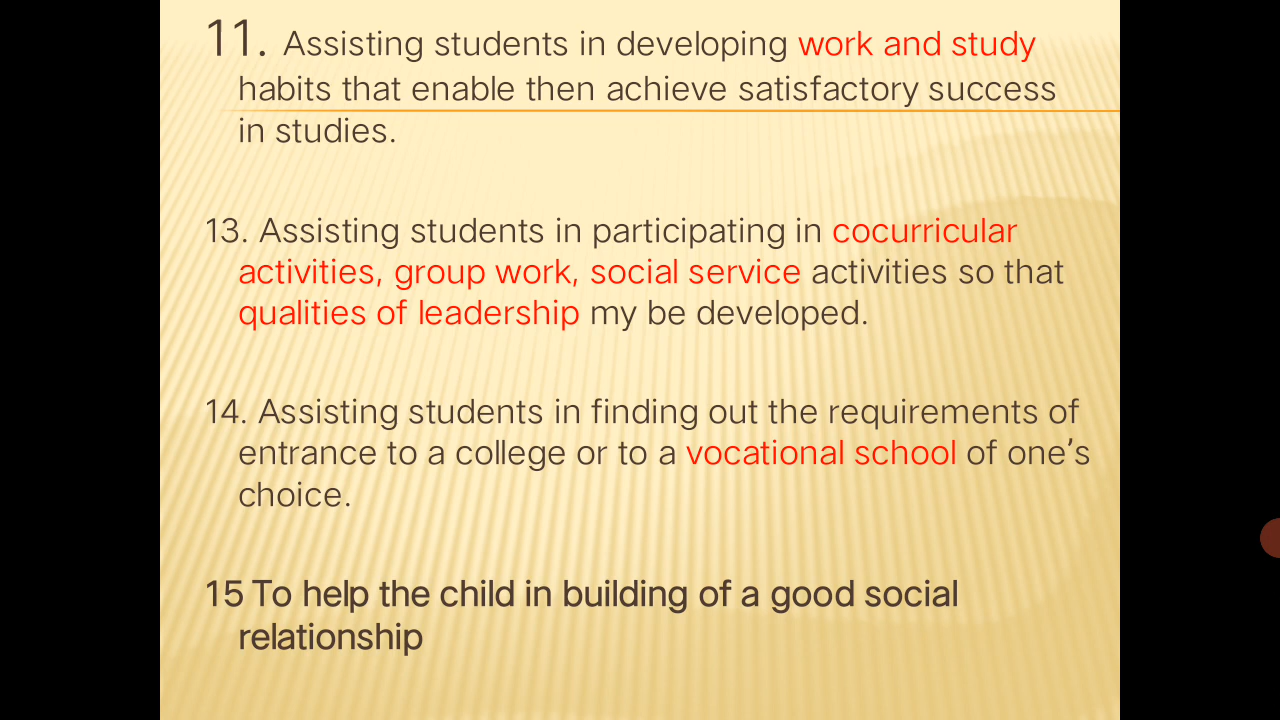 11. Assisting students in developing work and study
habits that enable then achieve satisfactory success
in studies.
13. Assisting students in participating in cocurricular
activities, group work, social service activities so that
qualities of leadership my be developed.
14. Assisting students in finding out the requirements of
entrance to a college or to a vocational school of one’s
choice.
15 To help the child in building of a good social
relationship